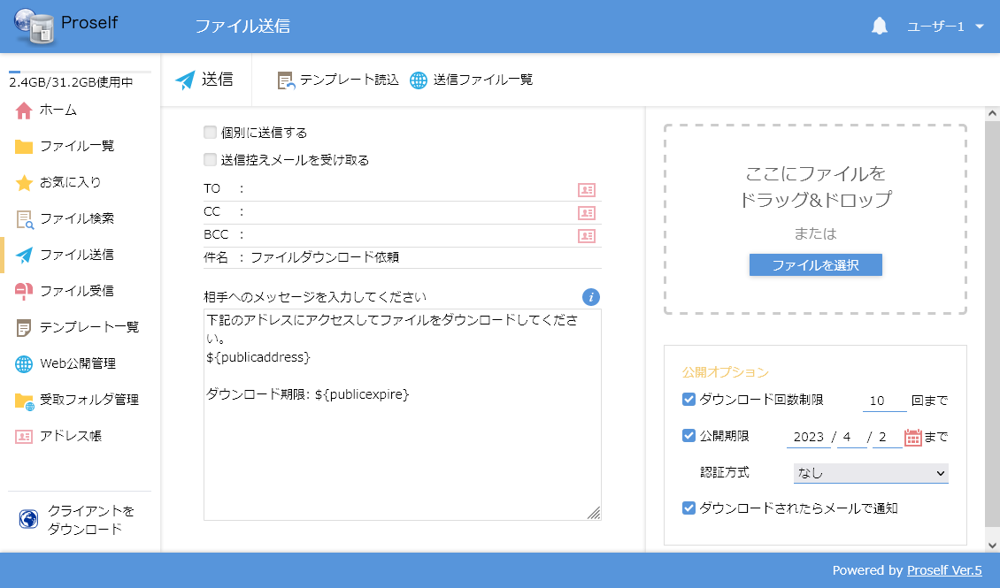 Proself
ファイル送信
ユーザー1
2.4GB/31.2GB使用中
ホーム
ファイル一覧
お気に入り
ファイル検索
ファイル送信
ファイル受信
テンプレート一覧
Web公開管理
受取フォルダ管理
アドレス帳
クライアントを
ダウンロード
送信
テンプレート読込
送信ファイル一覧
個別に送信する
送信控えメールを受け取る
TO :
CC :
BCC :
件名 : ファイルダウンロード依頼
相手へのメッセージを入力してください
i
下記のアドレスにアクセスしてファイルをダウンロードしてくださ
い。
${publicaddress}
ダウンロード期限: ${publicexpire}
ここにファイルを
ドラッグ&ドロップ
または
ファイルを選択
公開オプション
ダウンロード回数制限 10 回まで
公開期限 2023 / 4 / 2 まで
認証方式 なし
ダウンロードされたらメールで通知
Powered by Proself Ver.5